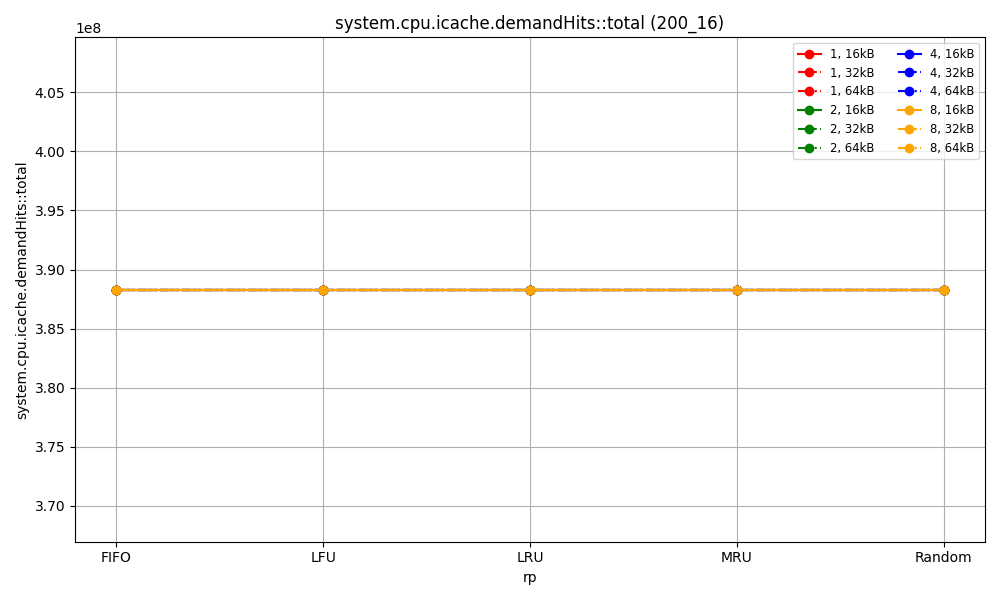 system.cpu.icache.demandHits::total (200_16)
1e8
4.05
4.00
3.95
3.90
3.85
3.80
3.75
3.70
system.cpu.icache.demandHits::total
1, 16kB
1, 32kB
1, 64kB
2, 16kB
2, 32kB
2, 64kB
4, 16kB
4, 32kB
4, 64kB
8, 16kB
8, 32kB
8, 64kB
FIFO
LFU
LRU
MRU
Random
rp